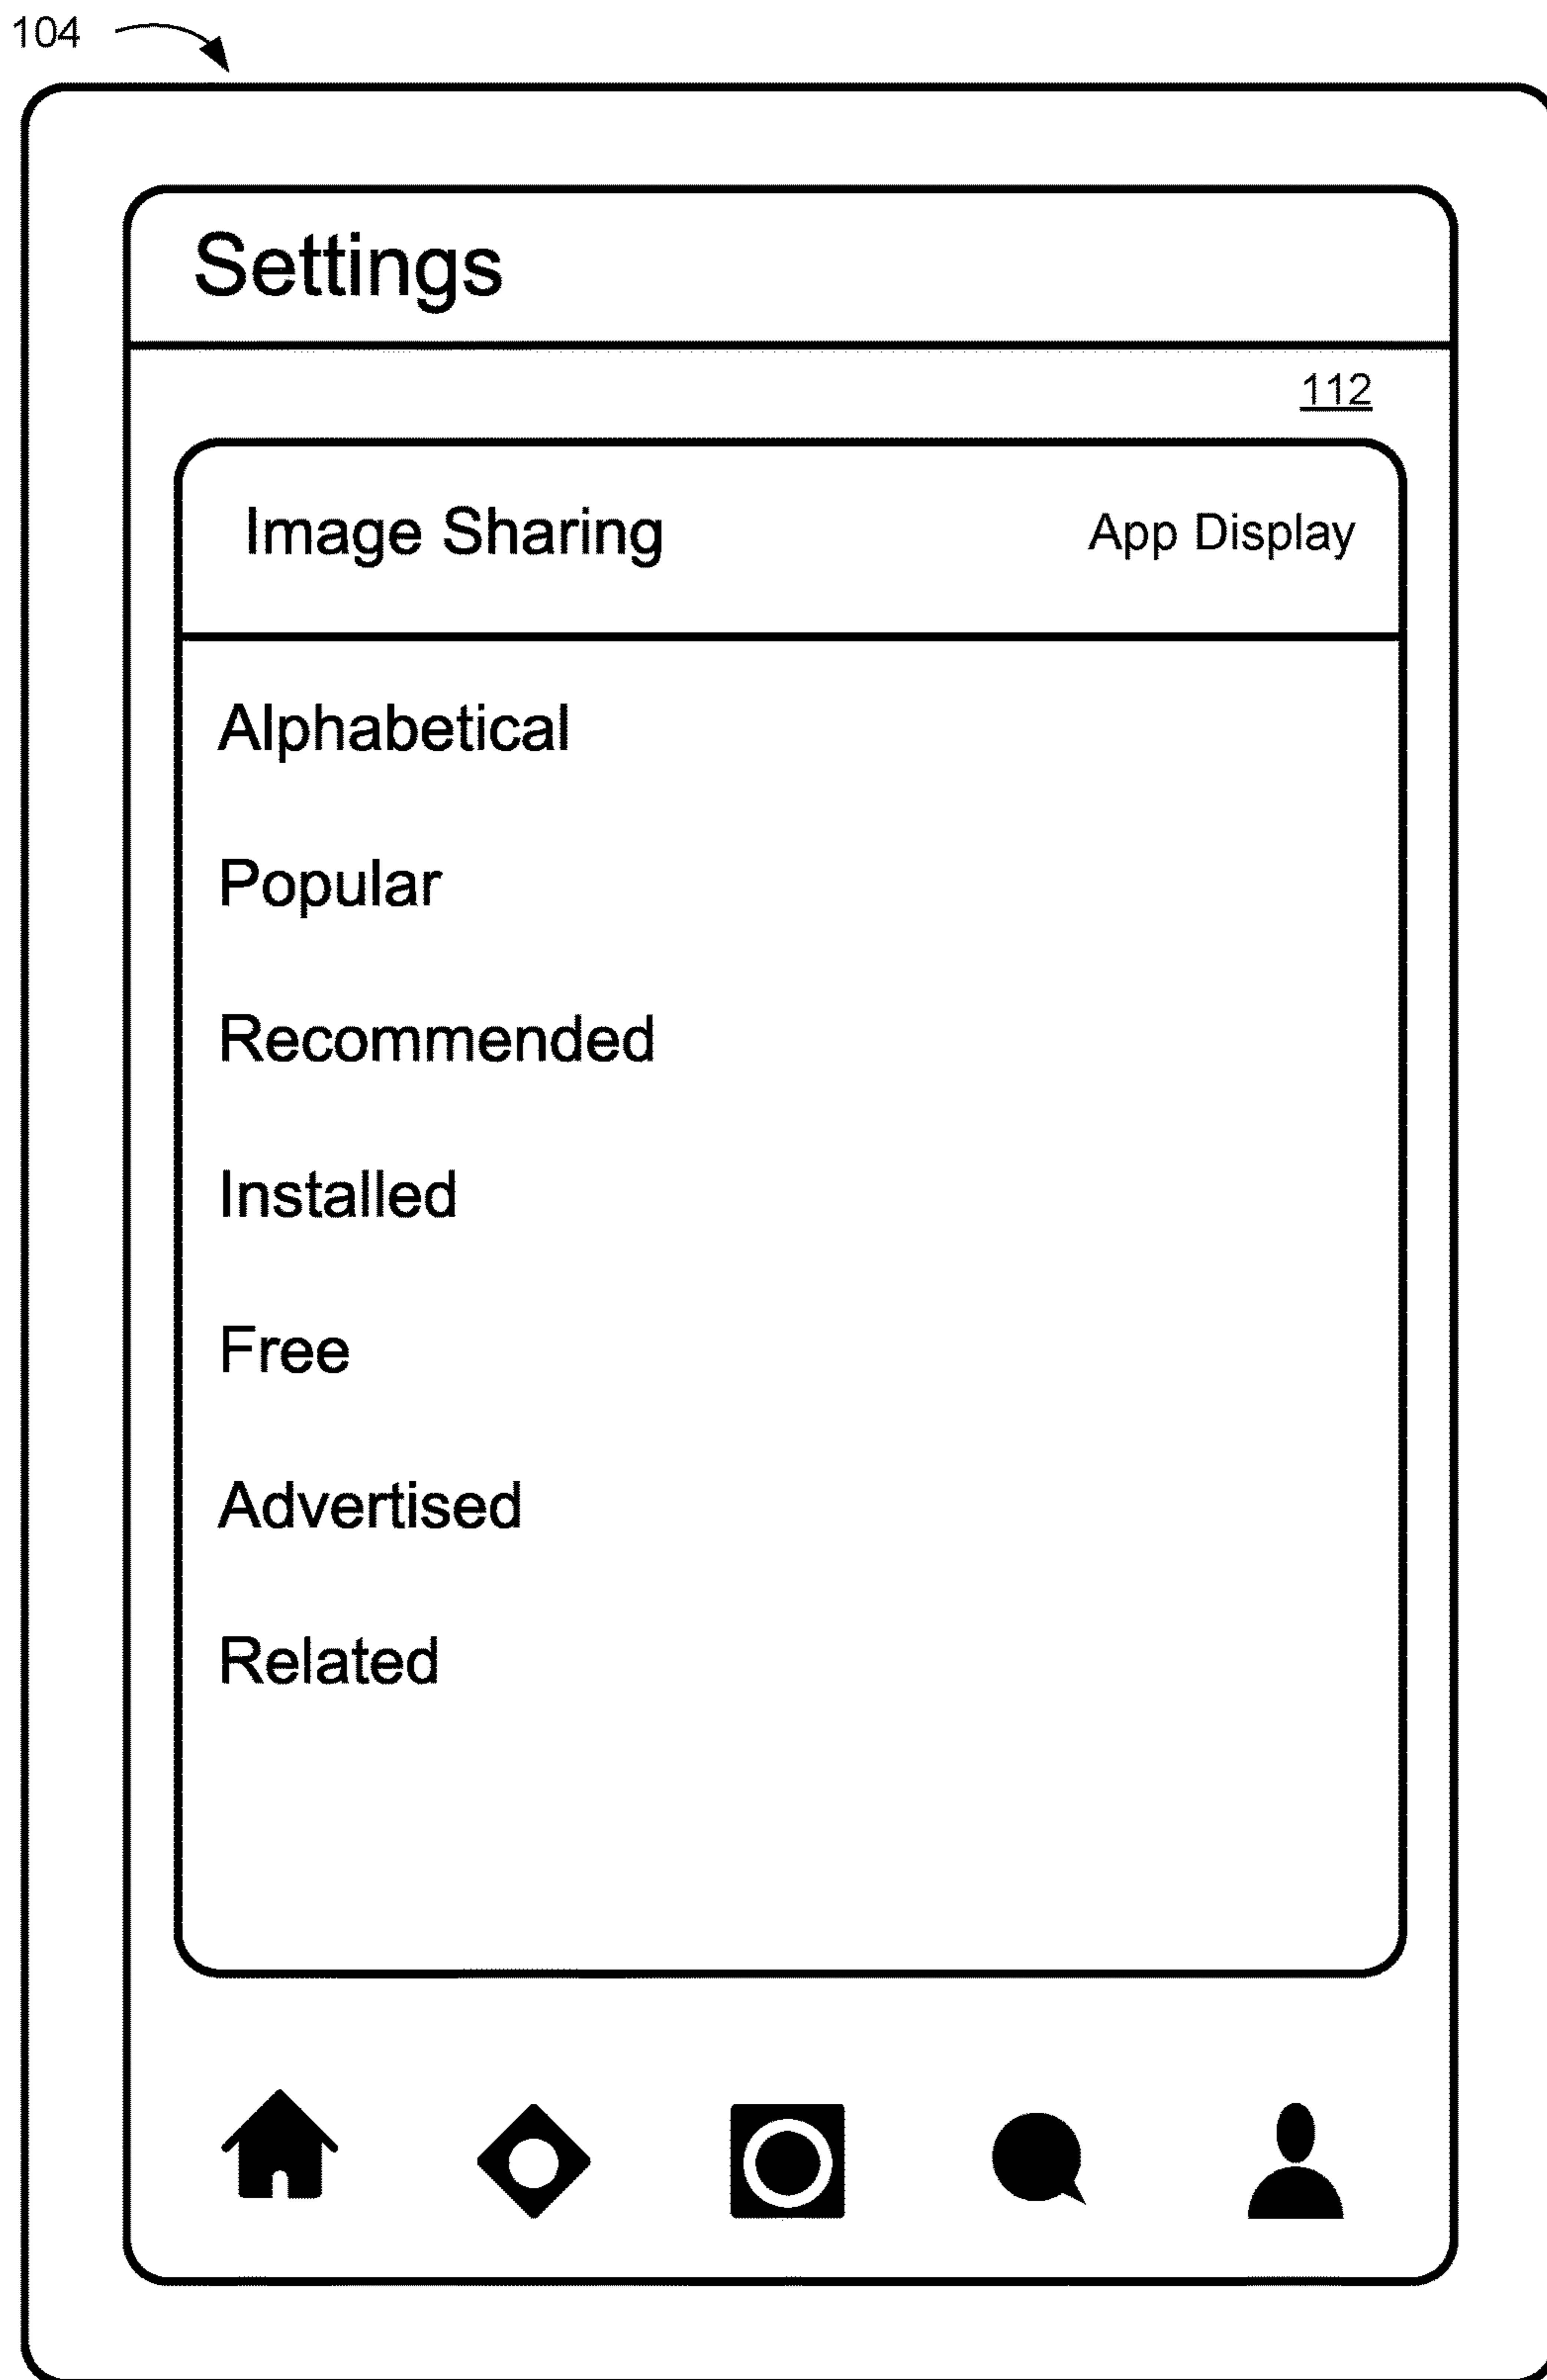 104
Settings
112
Image Sharing App Display
Alphabetical
Popular
Recommended
Installed
Free
Advertised
Related